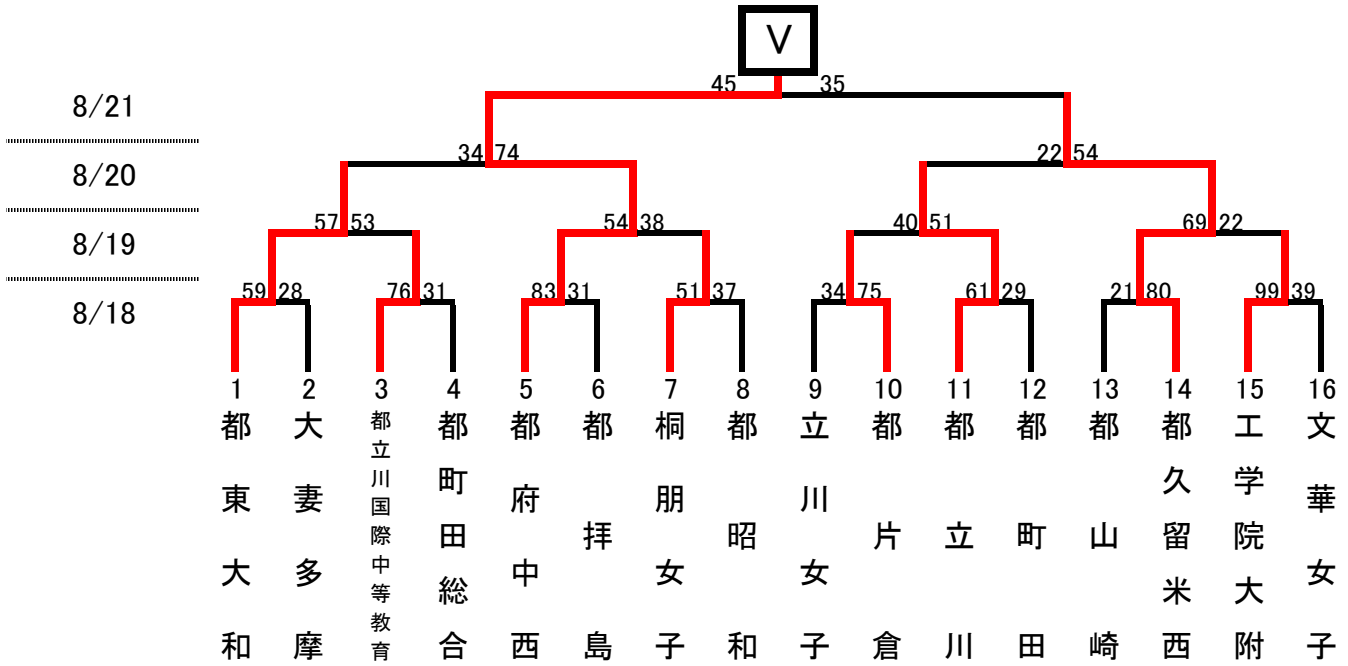 V
45 35
8/21
34 74 22 54
8/20
57 53 54 38 40 51 69 22
8/19
59 28 76 31 83 31 51 37 34 75 61 29 21 80 99 39
8/18
1 2 3 4 5 6 7 8 9 10 11 12 13 14 15 16
都東大和
大妻多摩
都立川国際中等教育
都町田総合
都府中西
都拝島
桐朋女子
都昭和
立川女子
都片倉
都立川
都町田
都山崎
都久留米西
工学院大附
文華女子